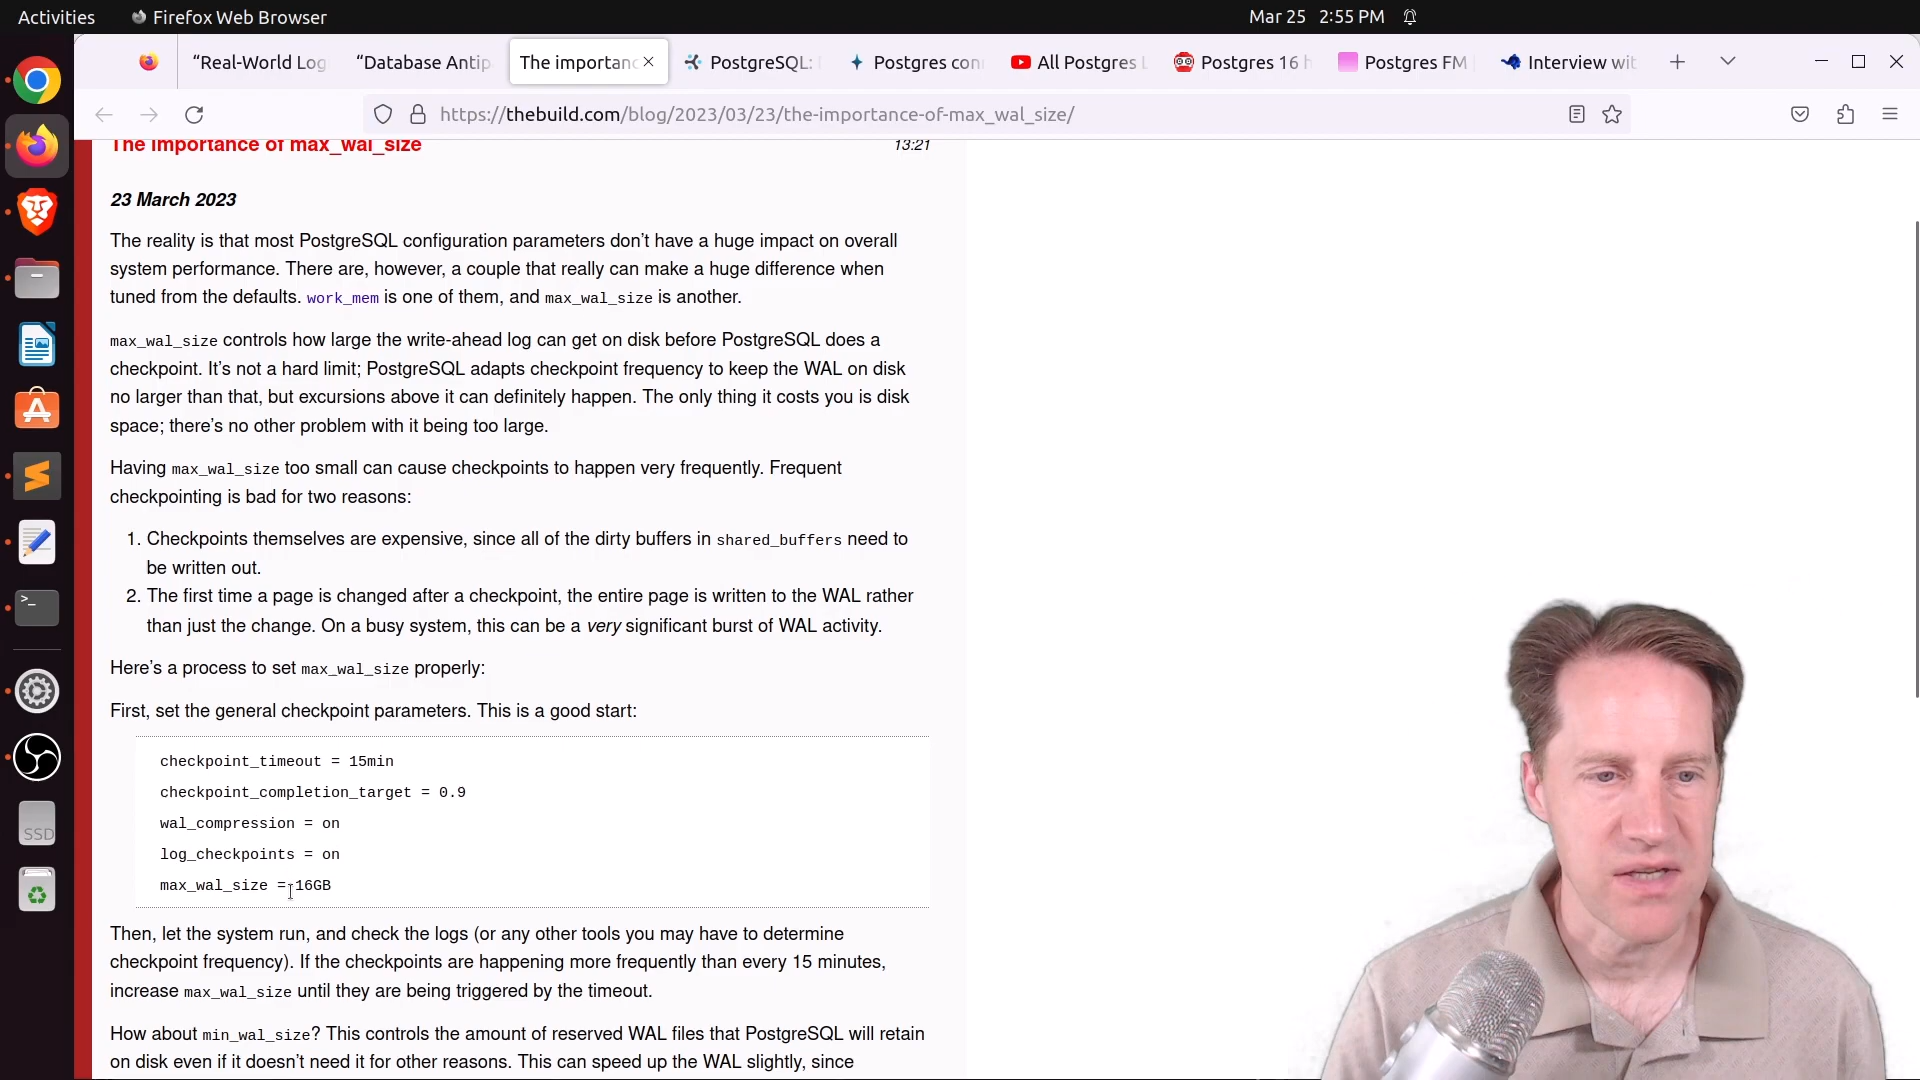 Activities
Firefox Web Browser
Mar 25 2:55 PM
“Real-World Log
“Database Antip
The importanc
PostgreSQL:
Postgres con
All Postgres L
Postgres 16 h
Postgres FM
Interview wit
https://thebuild.com/blog/2023/03/23/the-importance-of-max_wal_size/
The importance of max_wal_size
13:21
23 March 2023
The reality is that most PostgreSQL configuration parameters don’t have a huge impact on overall
system performance. There are, however, a couple that really can make a huge difference when
tuned from the defaults. work_mem is one of them, and max_wal_size is another.
max_wal_size controls how large the write-ahead log can get on disk before PostgreSQL does a
checkpoint. It’s not a hard limit; PostgreSQL adapts checkpoint frequency to keep the WAL on disk
no larger than that, but excursions above it can definitely happen. The only thing it costs you is disk
space; there’s no other problem with it being too large.
Having max_wal_size too small can cause checkpoints to happen very frequently. Frequent
checkpointing is bad for two reasons:
1. Checkpoints themselves are expensive, since all of the dirty buffers in shared_buffers need to
be written out.
2. The first time a page is changed after a checkpoint, the entire page is written to the WAL rather
than just the change. On a busy system, this can be a very significant burst of WAL activity.
Here’s a process to set max_wal_size properly:
First, set the general checkpoint parameters. This is a good start:
checkpoint_timeout = 15min
checkpoint_completion_target = 0.9
wal_compression = on
log_checkpoints = on
max_wal_size = 16GB
Then, let the system run, and check the logs (or any other tools you may have to determine
checkpoint frequency). If the checkpoints are happening more frequently than every 15 minutes,
increase max_wal_size until they are being triggered by the timeout.
How about min_wal_size? This controls the amount of reserved WAL files that PostgreSQL will retain
on disk even if it doesn’t need it for other reasons. This can speed up the WAL slightly, since
SSD